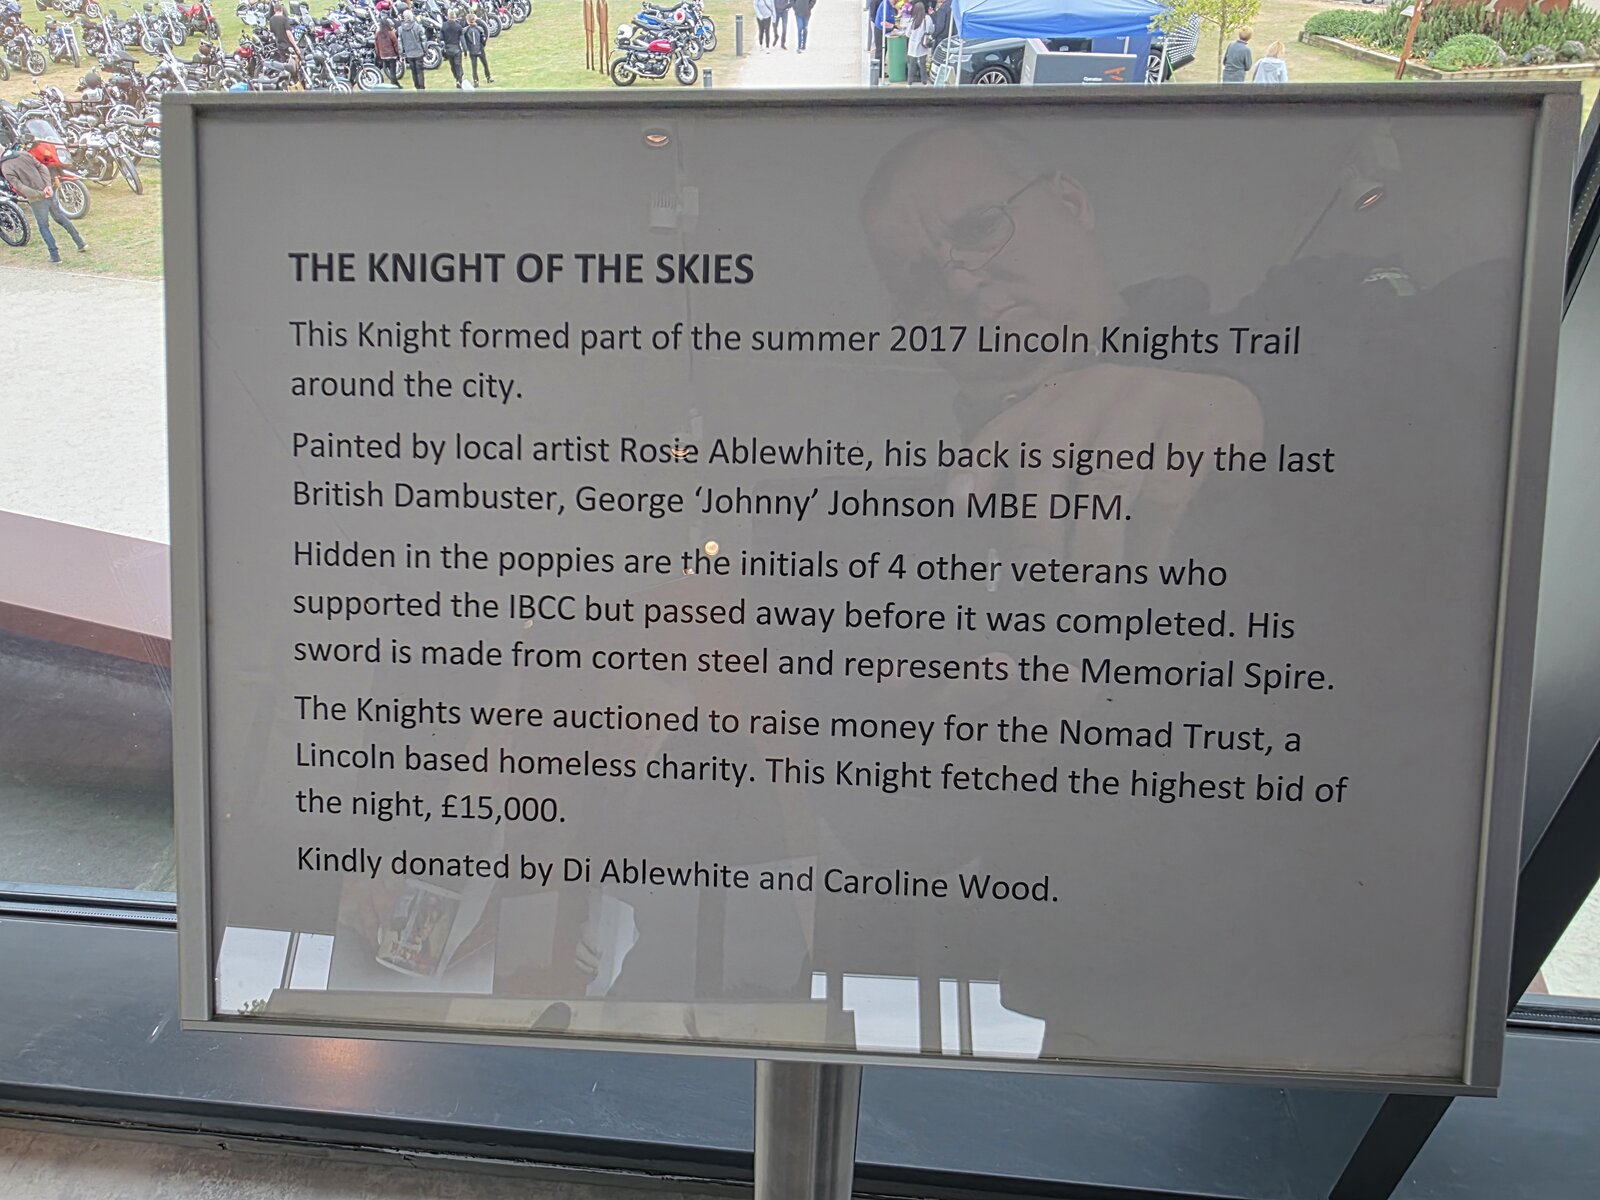 THE KNIGHT OF THE SKIES
This Knight formed part of the summer 2017 Lincoln Knights Trail
around the city.
Painted by local artist Rosie Ablewhite, his back is signed by the last
British Dambuster, George ‘Johnny’ Johnson MBE DFM.
Hidden in the poppies are the initials of 4 other veterans who
supported the IBCC but passed away before it was completed. His
sword is made from corten steel and represents the Memorial Spire.
The Knights were auctioned to raise money for the Nomad Trust, a
Lincoln based homeless charity. This Knight fetched the highest bid of
the night, £15,000.
Kindly donated by Di Ablewhite and Caroline Wood.